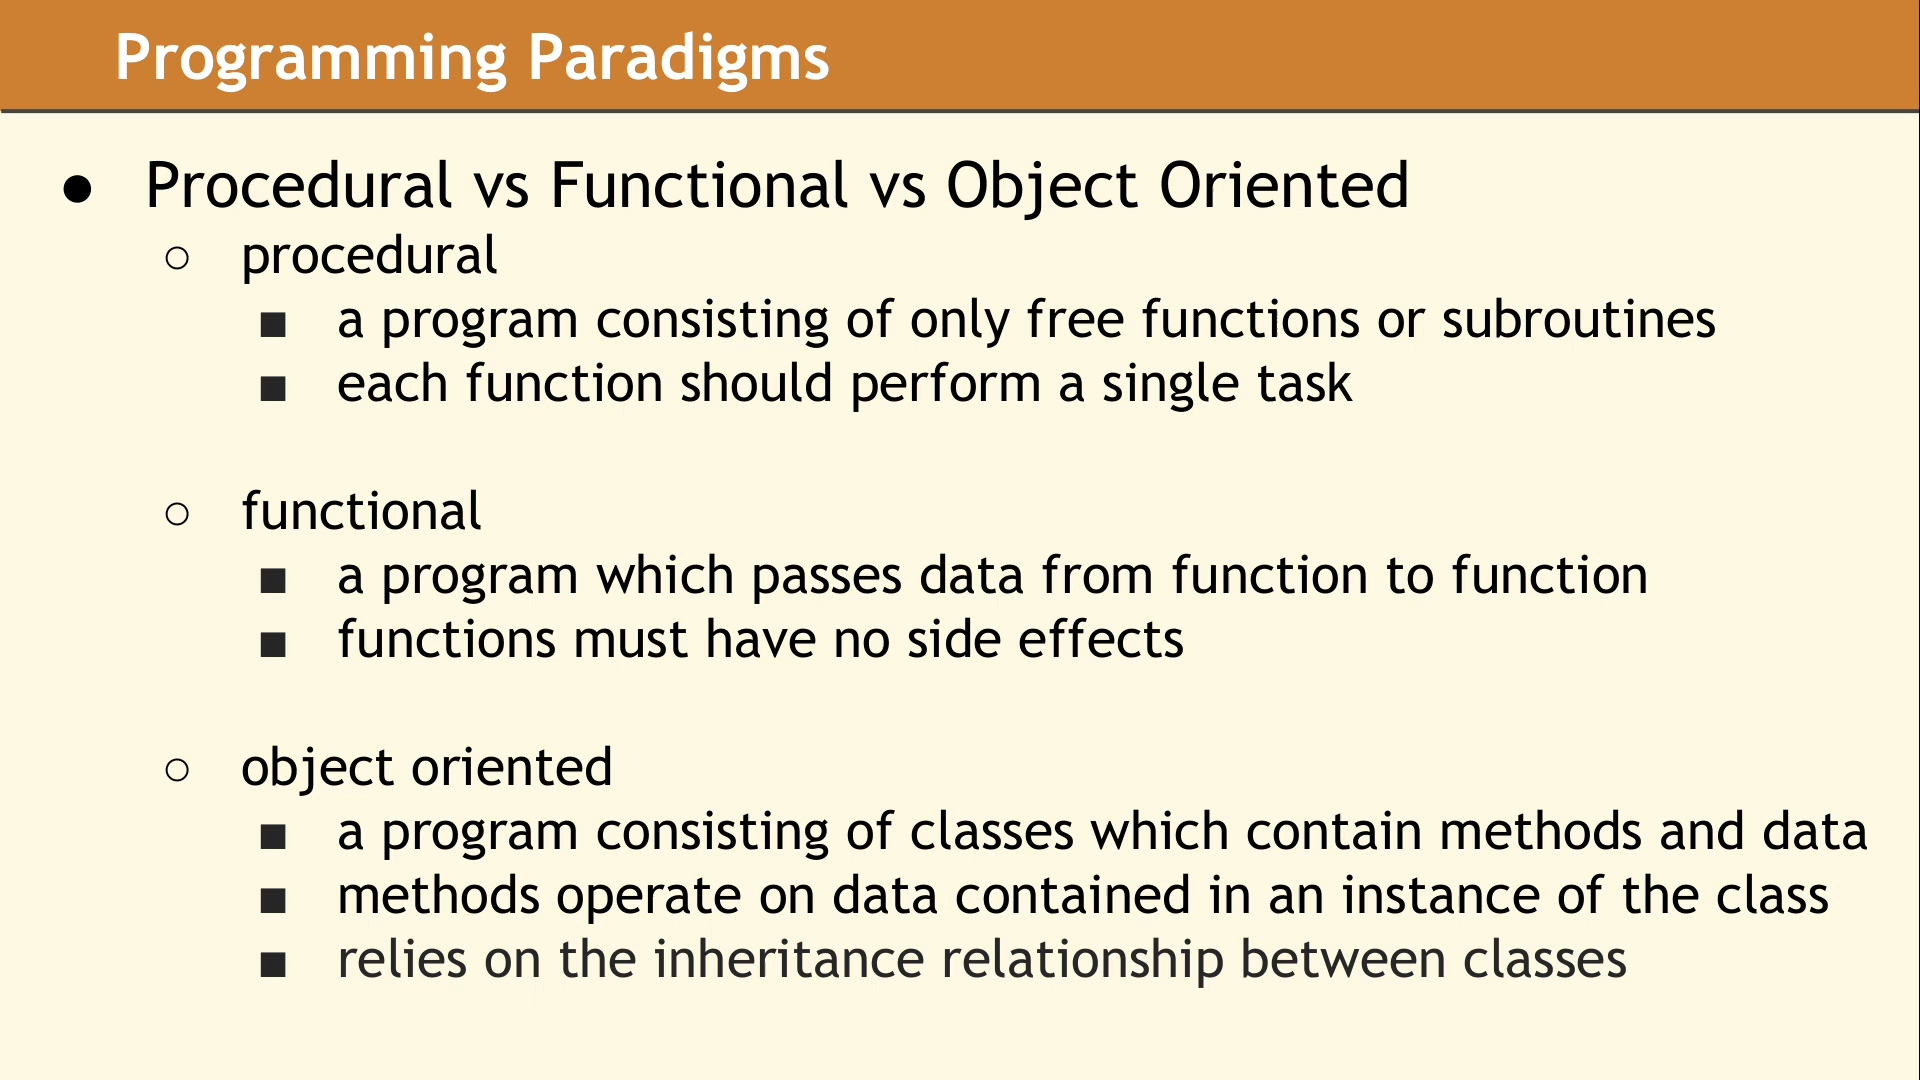 Programming Paradigms
● Procedural vs Functional vs Object Oriented
○ procedural
■ a program consisting of only free functions or subroutines
■ each function should perform a single task
○ functional
■ a program which passes data from function to function
■ functions must have no side effects
○ object oriented
■ a program consisting of classes which contain methods and data
■ methods operate on data contained in an instance of the class
■ relies on the inheritance relationship between classes